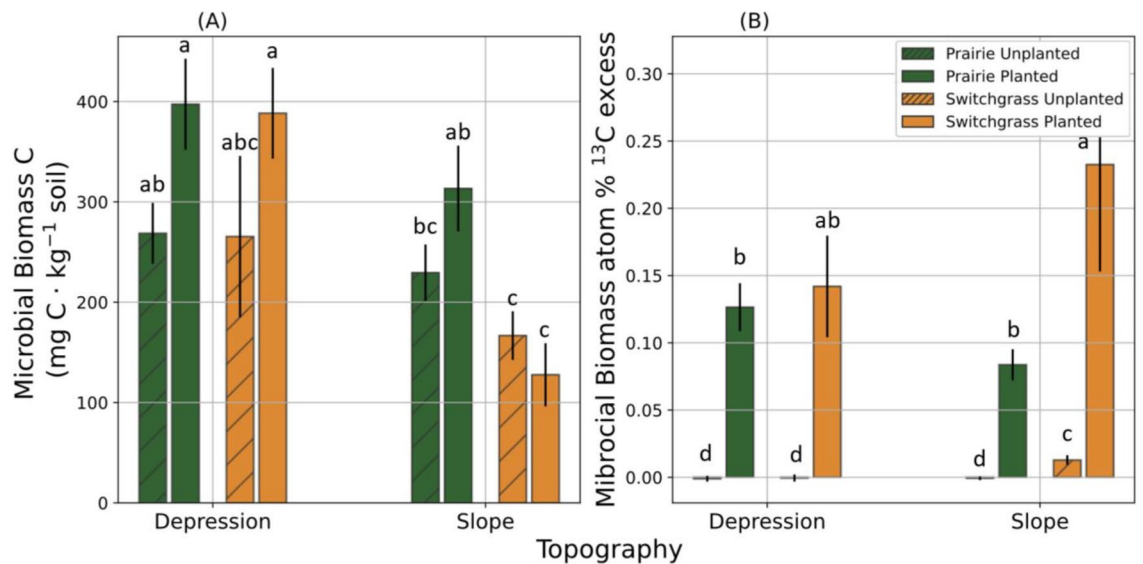 (A)
(B)
Microbial Biomass C
(mg C · kg⁻¹ soil)
400
300
200
100
0
ab
a
abc
a
bc
ab
c
c
Depression
Slope
Mibrocial Biomass atom % ¹³C excess
0.30
0.25
0.20
0.15
0.10
0.05
0.00
Prairie Unplanted
Prairie Planted
Switchgrass Unplanted
Switchgrass Planted
d
b
d
ab
d
b
c
a
Depression
Slope
Topography